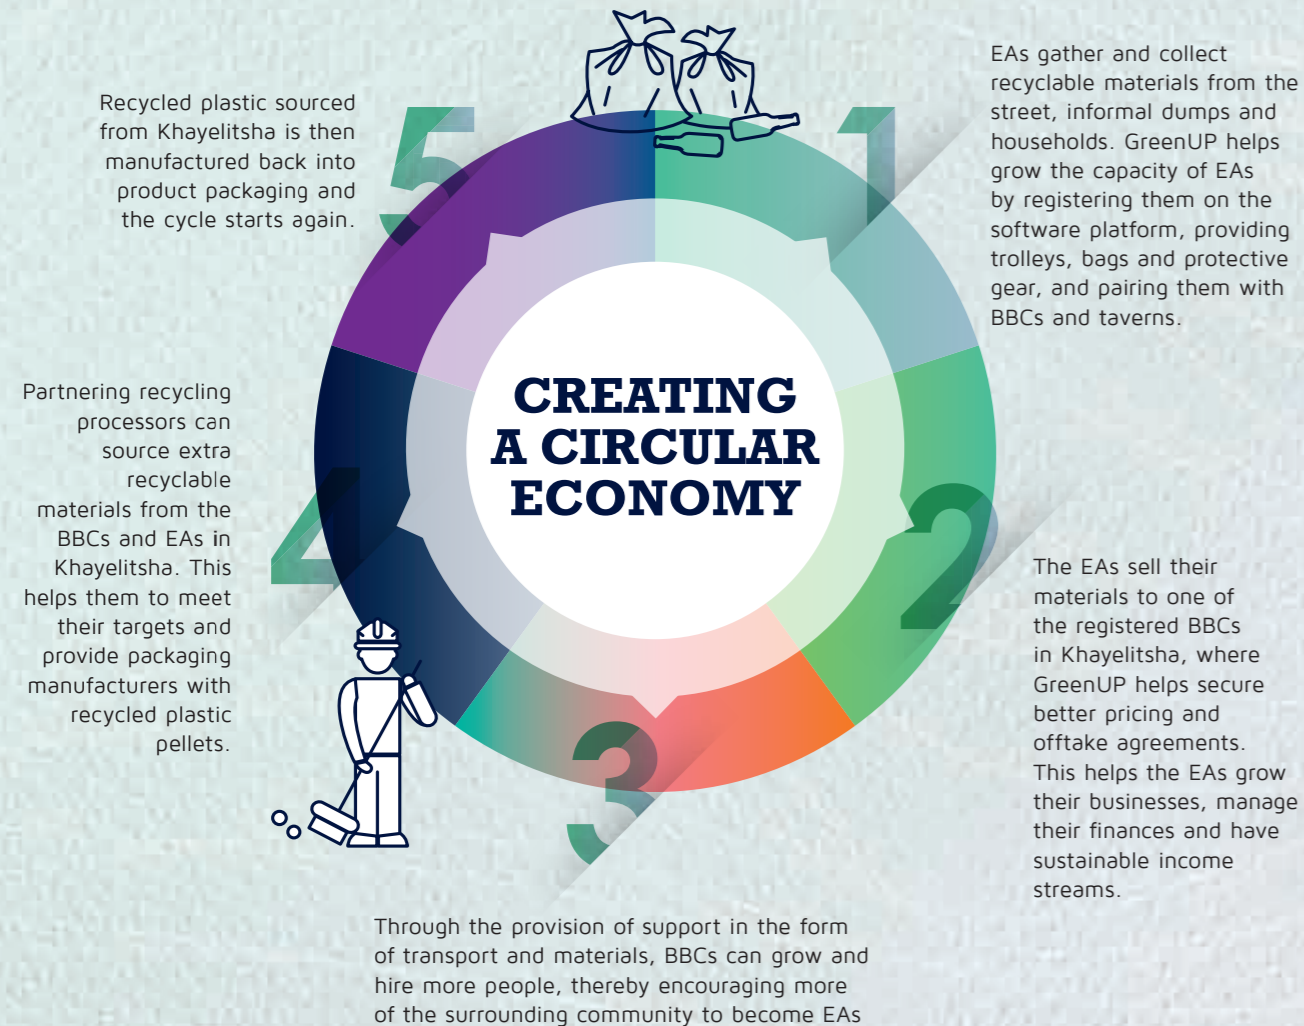 CREATING
A CIRCULAR
ECONOMY
1
EAs gather and collect
recyclable materials from the
street, informal dumps and
households. GreenUP helps
grow the capacity of EAs
by registering them on the
software platform, providing
trolleys, bags and protective
gear, and pairing them with
BBCs and taverns.
2
The EAs sell their
materials to one of
the registered BBCs
in Khayelitsha, where
GreenUP helps secure
better pricing and
offtake agreements.
This helps the EAs grow
their businesses, manage
their finances and have
sustainable income
streams.
3
Through the provision of support in the form
of transport and materials, BBCs can grow and
hire more people, thereby encouraging more
of the surrounding community to become EAs
4
Partnering recycling
processors can
source extra
recyclable
materials from the
BBCs and EAs in
Khayelitsha. This
helps them to meet
their targets and
provide packaging
manufacturers with
recycled plastic
pellets.
5
Recycled plastic sourced
from Khayelitsha is then
manufactured back into
product packaging and
the cycle starts again.